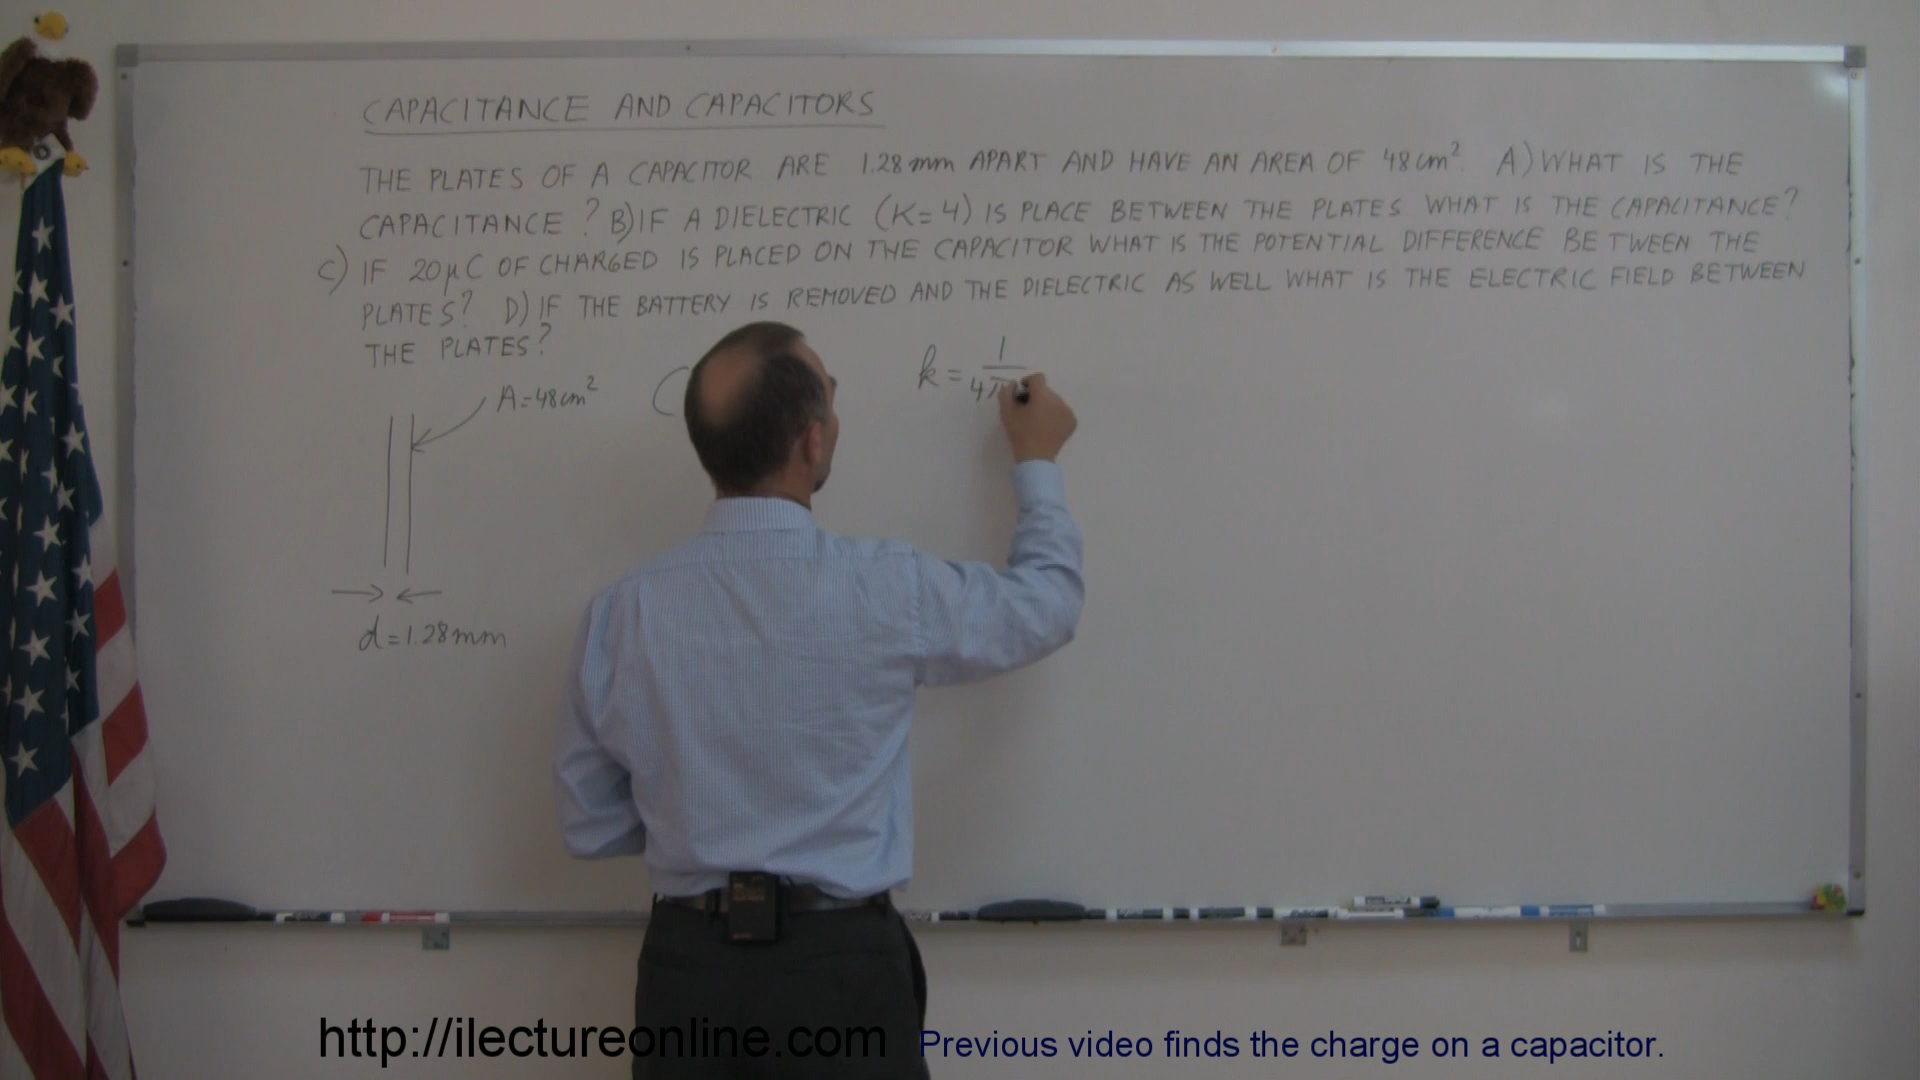 CAPACITANCE AND CAPACITORS
THE PLATES OF A CAPACITOR ARE 1.28mm APART AND HAVE AN AREA OF 48cm². A) WHAT IS THE
CAPACITANCE? B) IF A DIELECTRIC (K=4) IS PLACE BETWEEN THE PLATES WHAT IS THE CAPACITANCE?
C) IF 20μC OF CHARGED IS PLACED ON THE CAPACITOR WHAT IS THE POTENTIAL DIFFERENCE BETWEEN THE
PLATES? D) IF THE BATTERY IS REMOVED AND THE DIELECTRIC AS WELL WHAT IS THE ELECTRIC FIELD BETWEEN
THE PLATES?
A=48cm²
k = 1
4π
d=1.28mm
http://ilectureonline.com Previous video finds the charge on a capacitor.